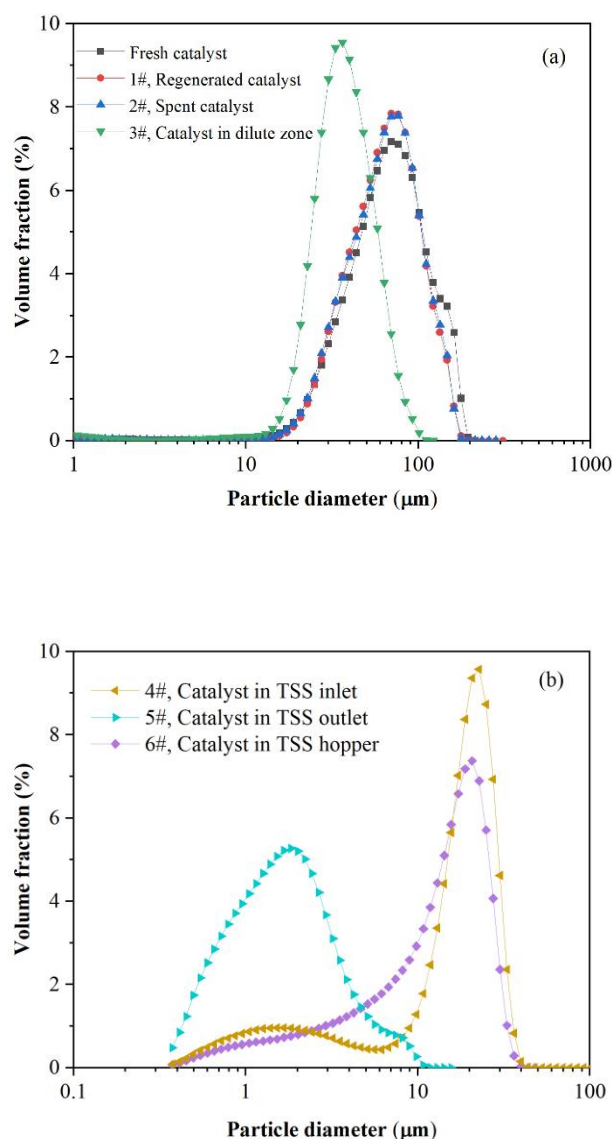 (a)
Fresh catalyst
1#, Regenerated catalyst
2#, Spent catalyst
3#, Catalyst in dilute zone
10
8
6
4
2
0
Volume fraction (%)
1
10
100
1000
Particle diameter (μm)
(b)
4#, Catalyst in TSS inlet
5#, Catalyst in TSS outlet
6#, Catalyst in TSS hopper
10
8
6
4
2
0
Volume fraction (%)
0.1
1
10
100
Particle diameter (μm)